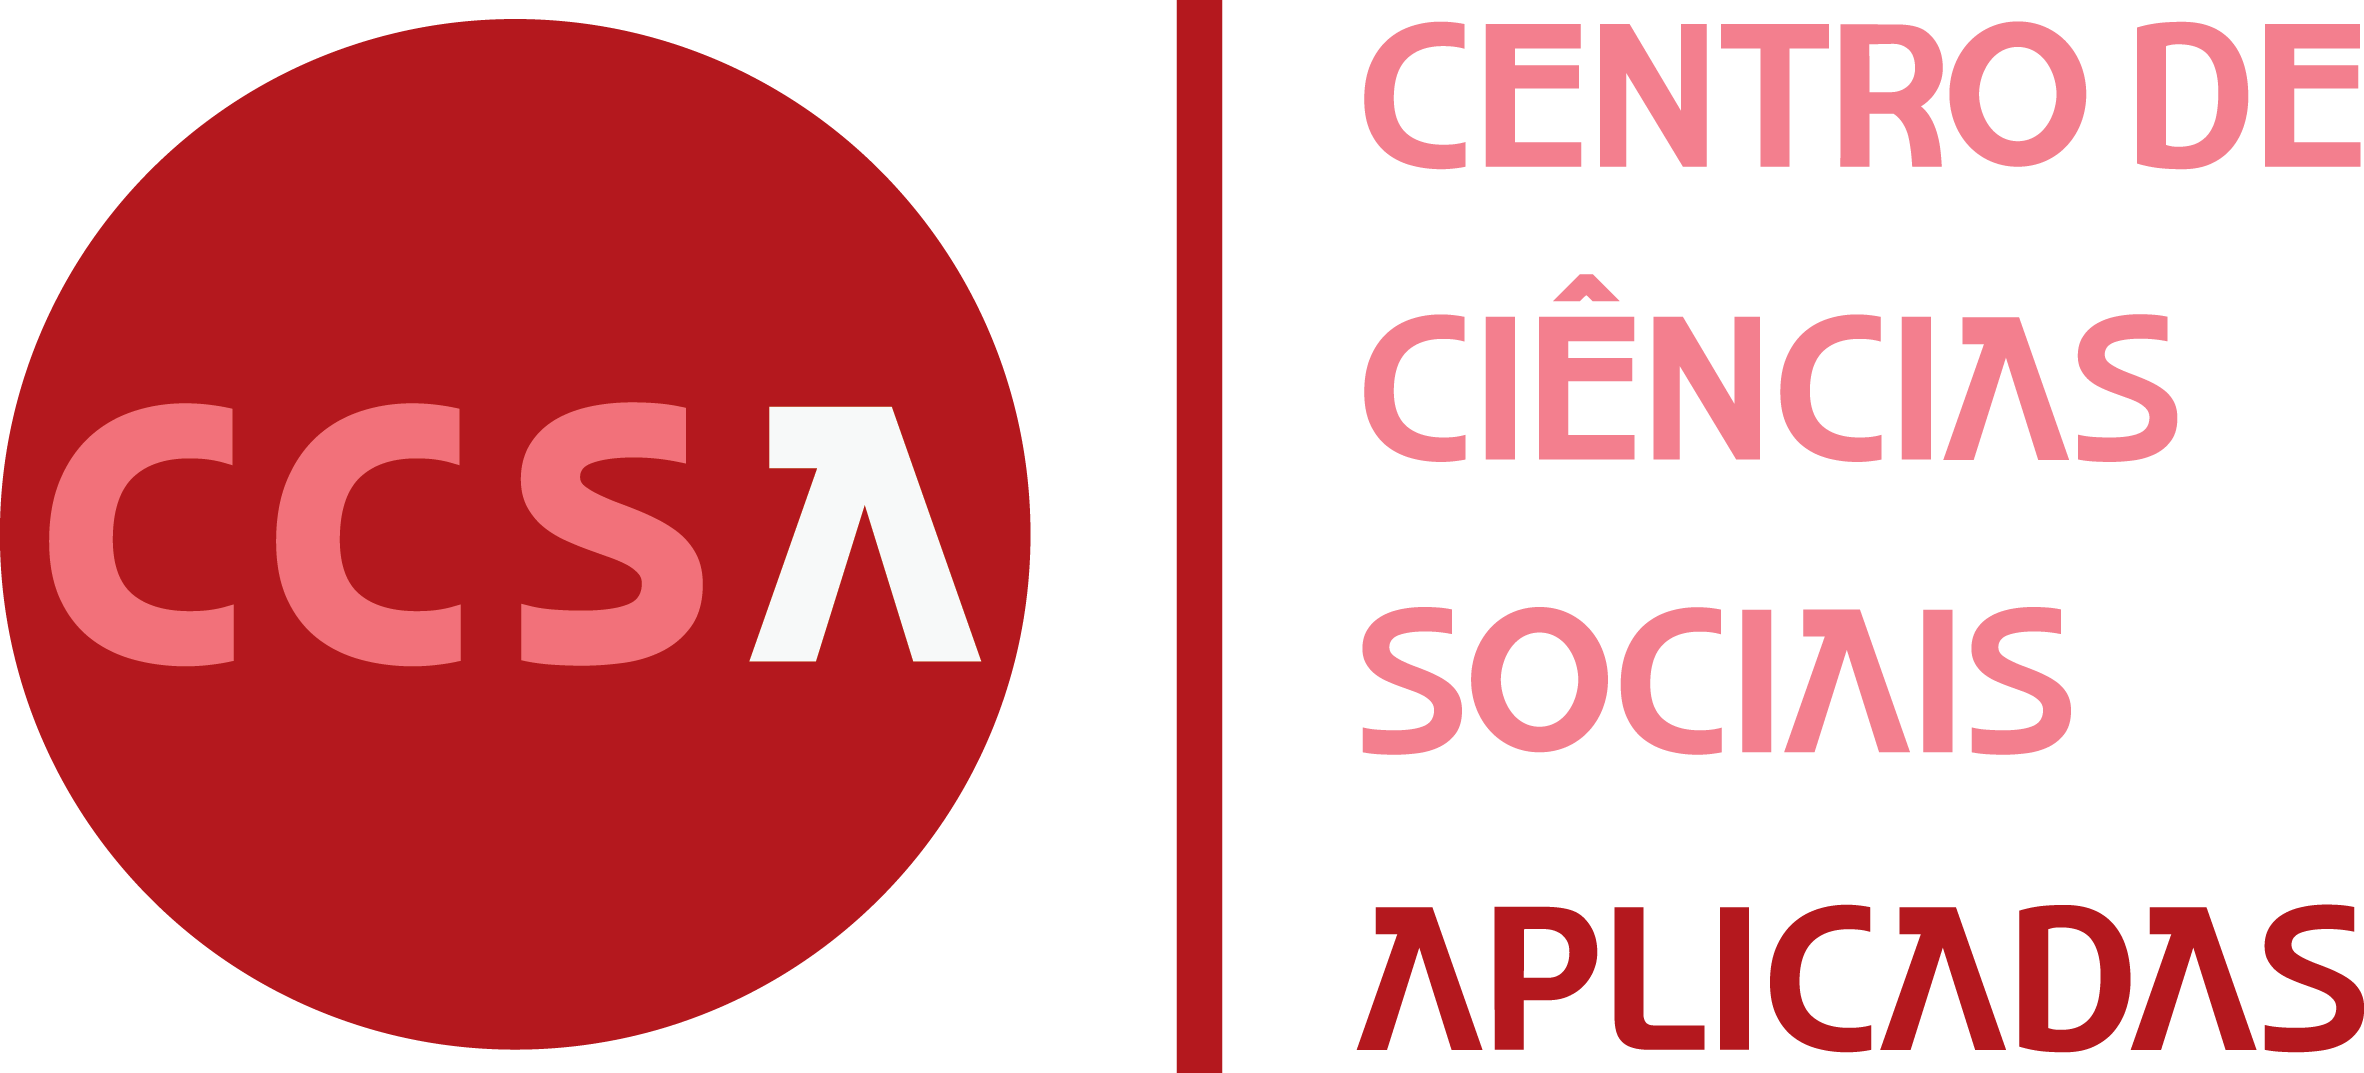 CCSA
CENTRO DE
CIÊNCIAS
SOCIAIS
APLICADAS